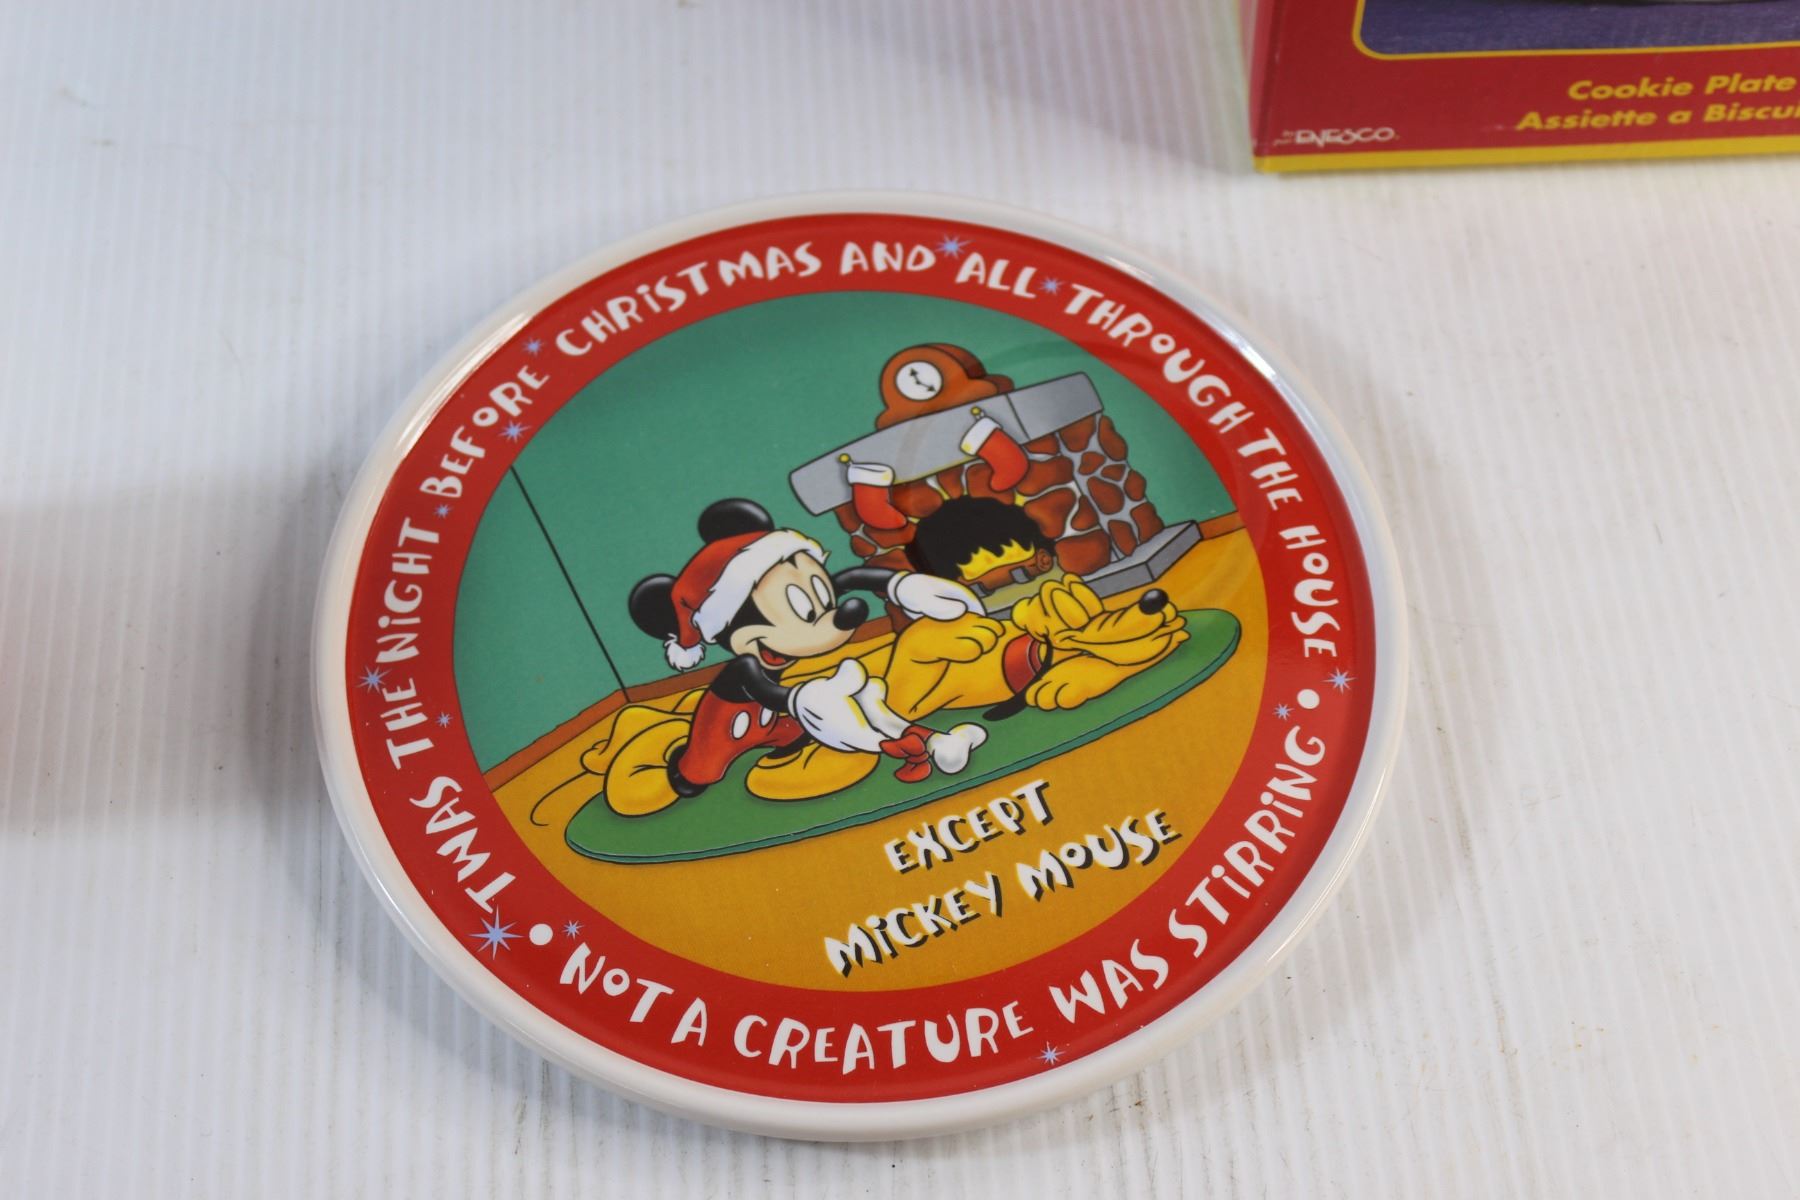 Cookie Plate
Assiette a
ENESCO
TWAS THE NIGHT BEFORE CHRISTMAS AND ALL THROUGH THE HOUSE
NOT A CREATURE WAS STIRRING
EXCEPT
MICKEY MOUSE